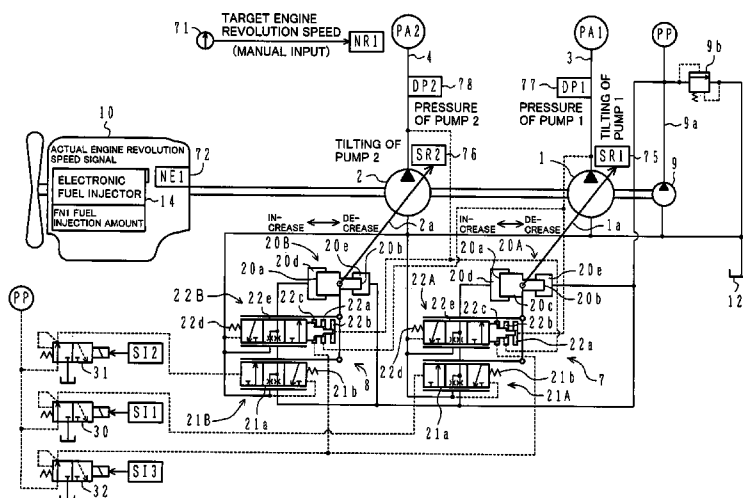 TARGET ENGINE
REVOLUTION SPEED
(MANUAL INPUT)
71
NR1
PA2
4
PA1
3
PP
9b
DP2
78
PRESSURE
OF PUMP 2
77
DP1
PRESSURE
OF PUMP 1
TILTING OF
PUMP 1
9a
10
ACTUAL ENGINE REVOLUTION
SPEED SIGNAL
72
ELECTRONIC
FUEL INJECTOR
14
NE1
FN1 FUEL
INJECTION AMOUNT
TILTING OF
PUMP 2
SR2
76
2
1
SR1
75
9
2a
1a
IN-
CREASE
DE-
CREASE
IN-
CREASE
DE-
CREASE
12
20B
20d
20a
20e
20b
20c
20A
20a
20d
20e
20b
20c
22B
22e
22c
22a
22b
22d
22A
22e
22c
22b
22a
22d
PP
SI2
31
SI1
30
SI3
32
8
7
21b
21B
21a
21b
21A
21a